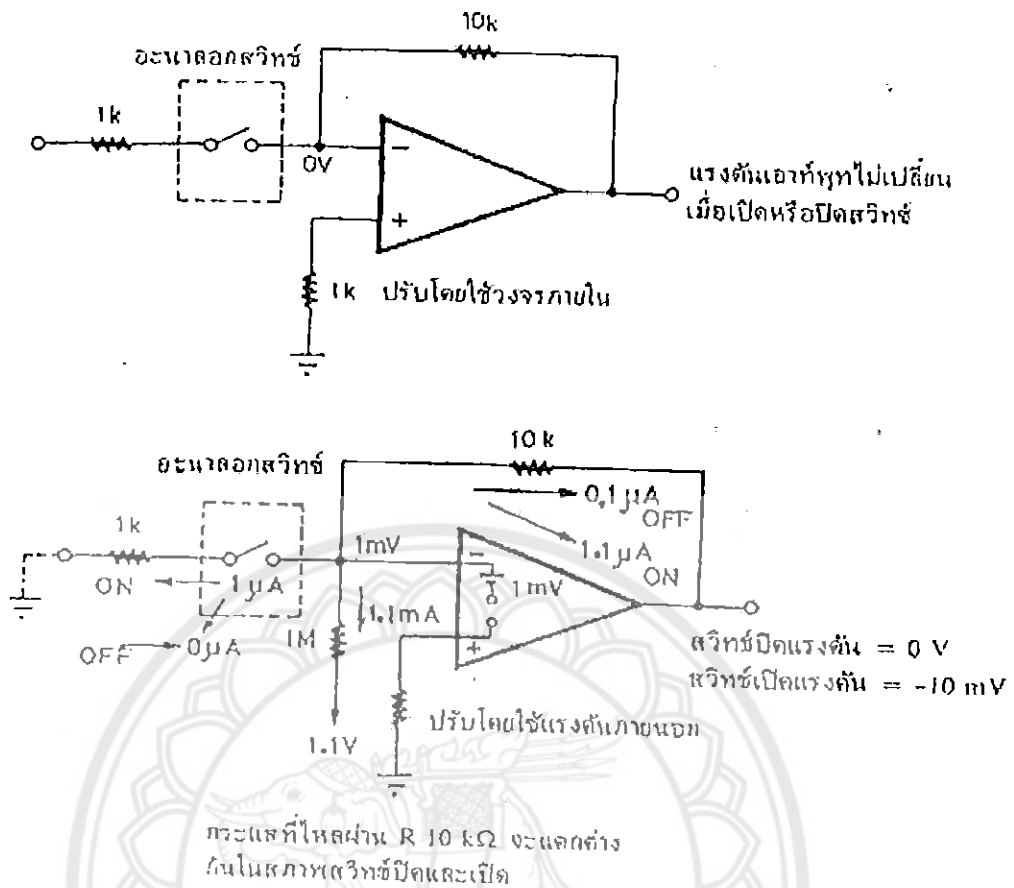 10k
อะนาลอกสวิทช์
1k
0V
−
+
แรงดันเอาท์พุทไม่เปลี่ยน
เมื่อเปิดหรือปิดสวิทช์
1k ปรับโดยใช้วงจรภายใน
10k
อะนาลอกสวิทช์
0.1μA
OFF
1k
1mV
1.1μA
ON
−
1mV
ON
1μA
1.1mA
OFF
0μA
1M
+
สวิทช์ปิดแรงดัน = 0 V
สวิทช์เปิดแรงดัน = -10 mV
ปรับโดยใช้แรงดันภายนอก
1.1V
กระแสที่ไหลผ่าน R 10 kΩ จะแตกต่าง
กันในสภาพสวิทช์ปิดและเปิด